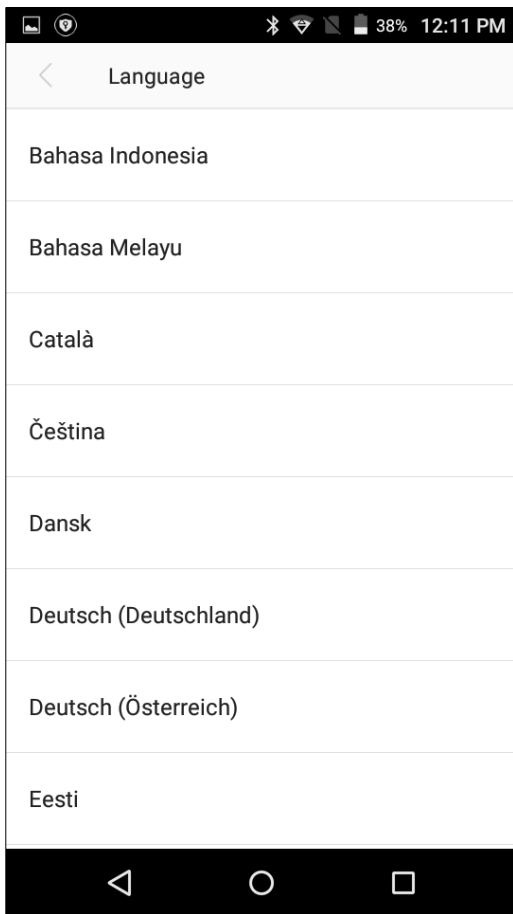 38% 12:11 PM
Language
Bahasa Indonesia
Bahasa Melayu
Català
Čeština
Dansk
Deutsch (Deutschland)
Deutsch (Österreich)
Eesti